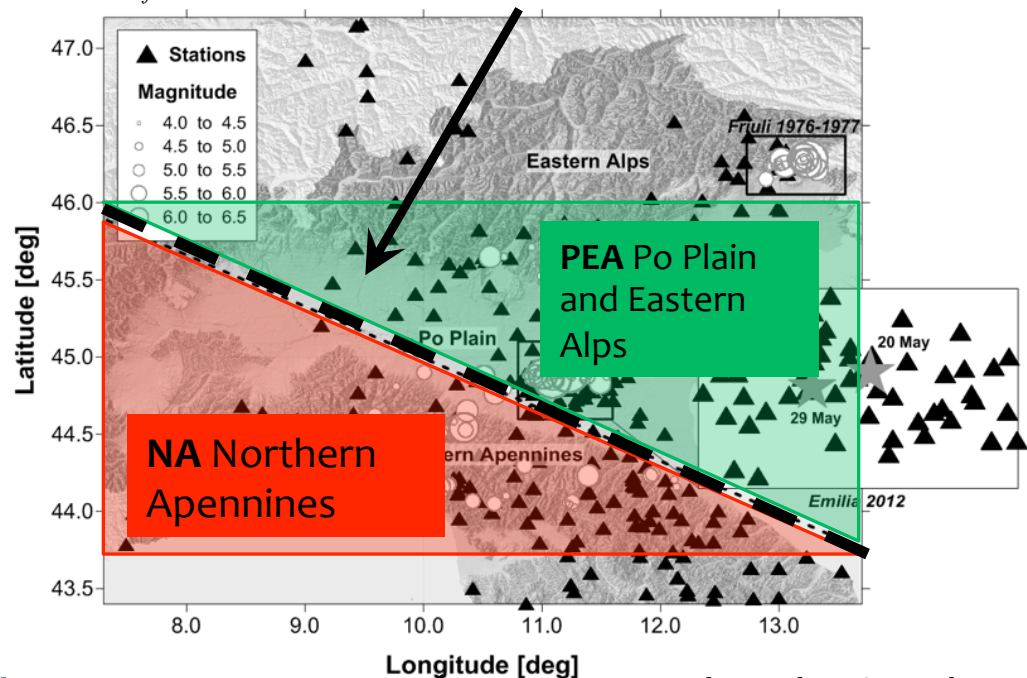 47.0
46.5
46.0
45.5
45.0
44.5
44.0
43.5
Latitude [deg]
Stations
Magnitude
4.0 to 4.5
4.5 to 5.0
5.0 to 5.5
5.5 to 6.0
6.0 to 6.5
Friuli 1976-1977
Eastern Alps
PEA Po Plain
and Eastern
Alps
Po Plain
20 May
29 May
NA Northern
Apennines
ern Apennines
Emilia 2012
8.0 9.0 10.0 11.0 12.0 13.0
Longitude [deg]